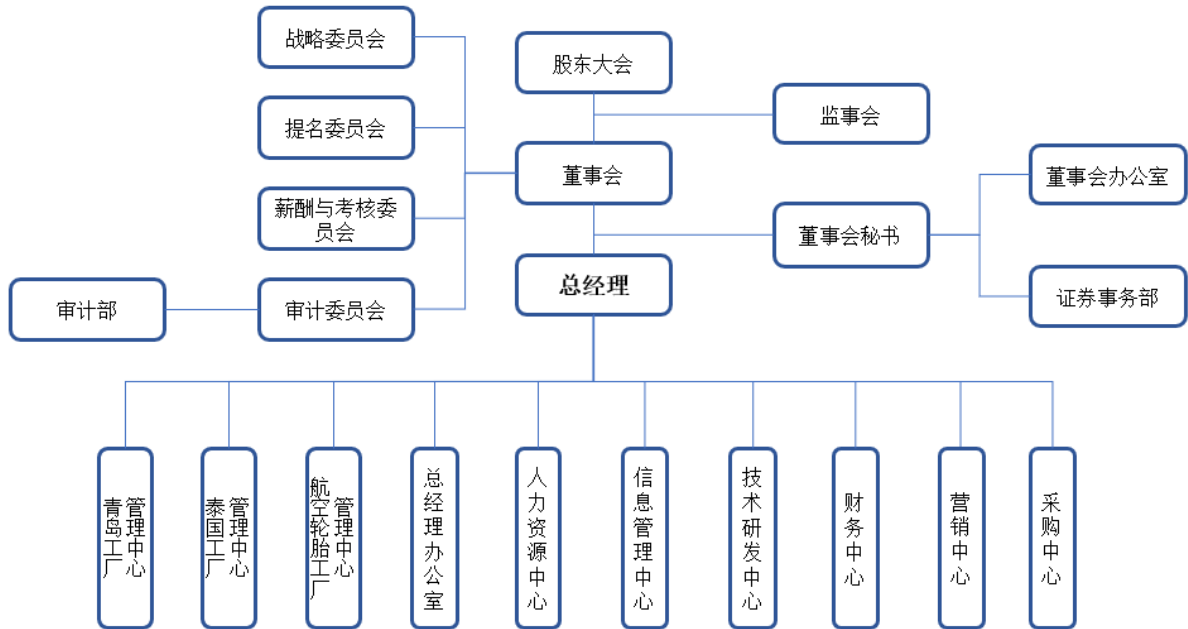 战略委员会
股东大会
提名委员会
监事会
董事会
董事会办公室
薪酬与考核委
员会
董事会秘书
总经理
审计部
审计委员会
证券事务部
青岛工厂
管理中心
泰国工厂
管理中心
航空轮胎工厂
管理中心
总经理办公室
人力资源中心
信息管理中心
技术研发中心
财务中心
营销中心
采购中心